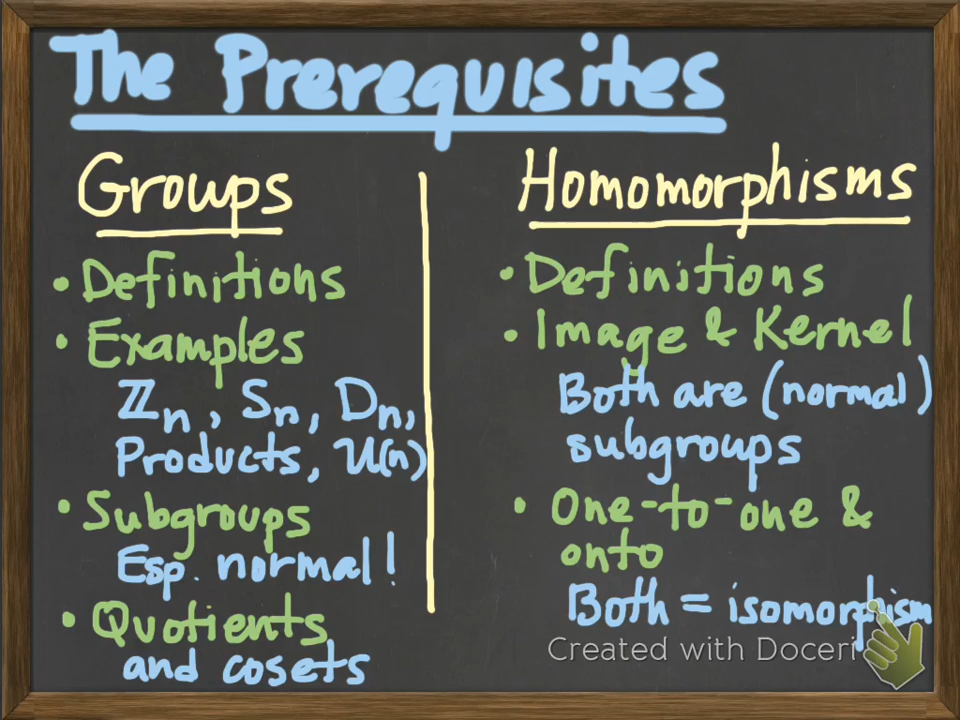 The Prerequisites
Groups
• Definitions
• Examples
ℤn, Sn, Dn,
Products, U(n)
• Subgroups
Esp. normal!
• Quotients
and cosets
Homomorphisms
• Definitions
• Image & Kernel
Both are (normal)
subgroups
• One-to-one &
onto
Both = isomorphism
Created with Doceri